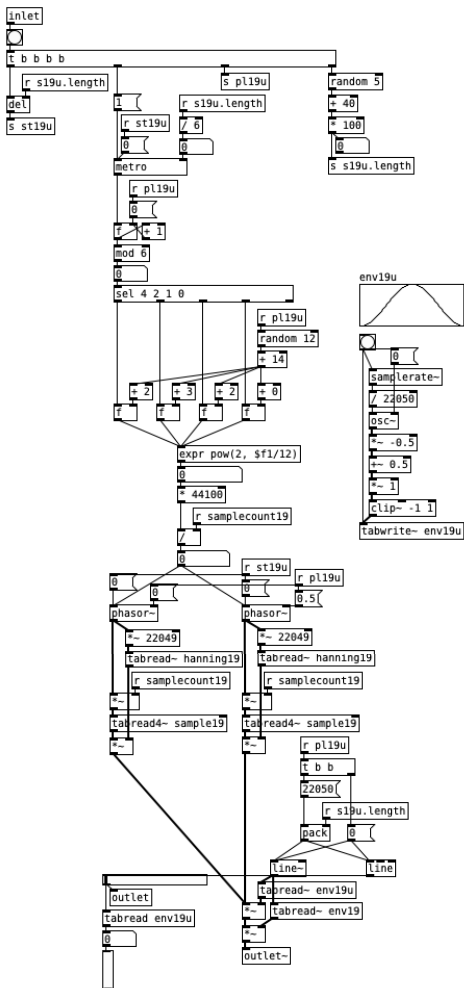 inlet
t b b b b
r s19u.length
s pl19u
random 5
del
1
r s19u.length
+ 40
s st19u
r st19u
/ 6
* 100
0
0
0
metro
s s19u.length
r pl19u
0
f
+ 1
mod 6
0
env19u
sel 4 2 1 0
r pl19u
random 12
0
+ 14
samplerate~
+ 2
+ 3
+ 2
+ 0
/ 22050
f
f
f
f
osc~
*~ -0.5
expr pow(2, $f1/12)
+~ 0.5
0
*~ 1
* 44100
clip~ -1 1
r samplecount19
tabwrite~ env19u
/
0
r st19u
0
0
0
r pl19u
0.5
phasor~
phasor~
*~ 22049
*~ 22049
tabread~ hanning19
tabread~ hanning19
r samplecount19
r samplecount19
*~
*~
tabread4~ sample19
tabread4~ sample19
*~
*~
r pl19u
t b b
22050
r s19u.length
pack
0
line~
line
outlet
tabread~ env19u
tabread env19u
*~
tabread~ env19
0
*~
outlet~